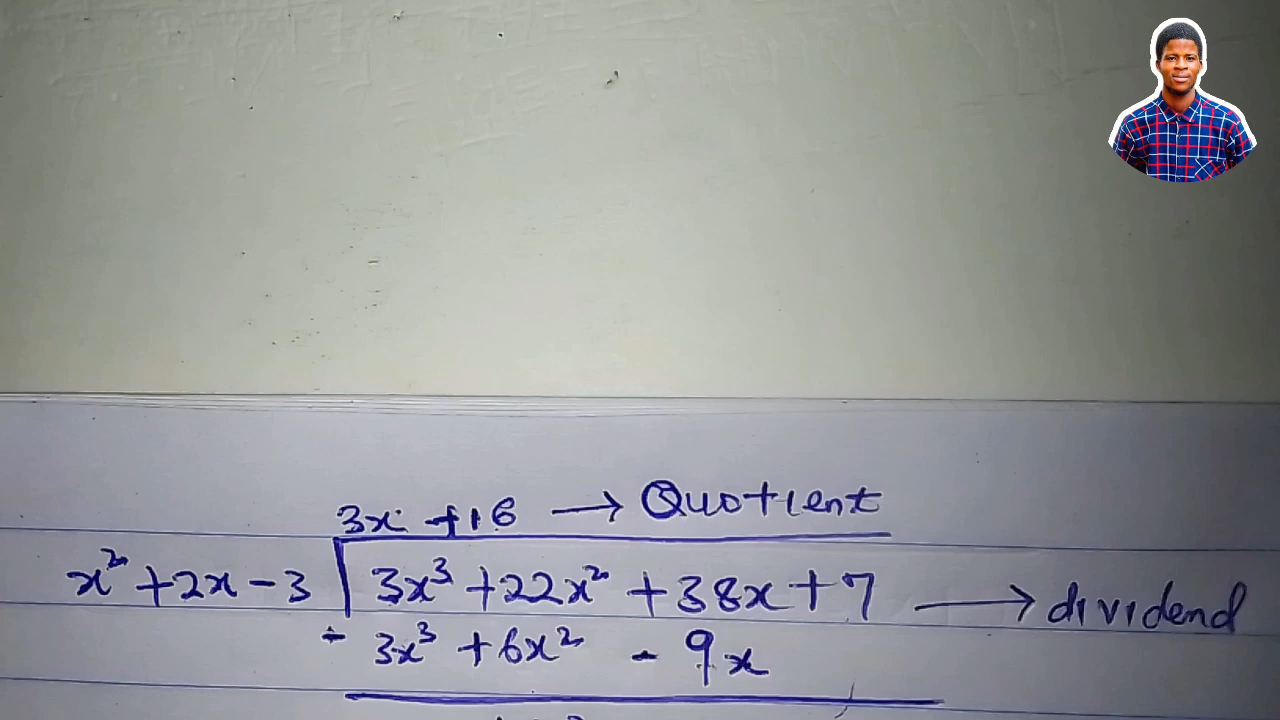 3x + 16 → Quotient
x² + 2x - 3 | 3x³ + 22x² + 38x + 7 → dividend
- 3x³ + 6x² - 9x